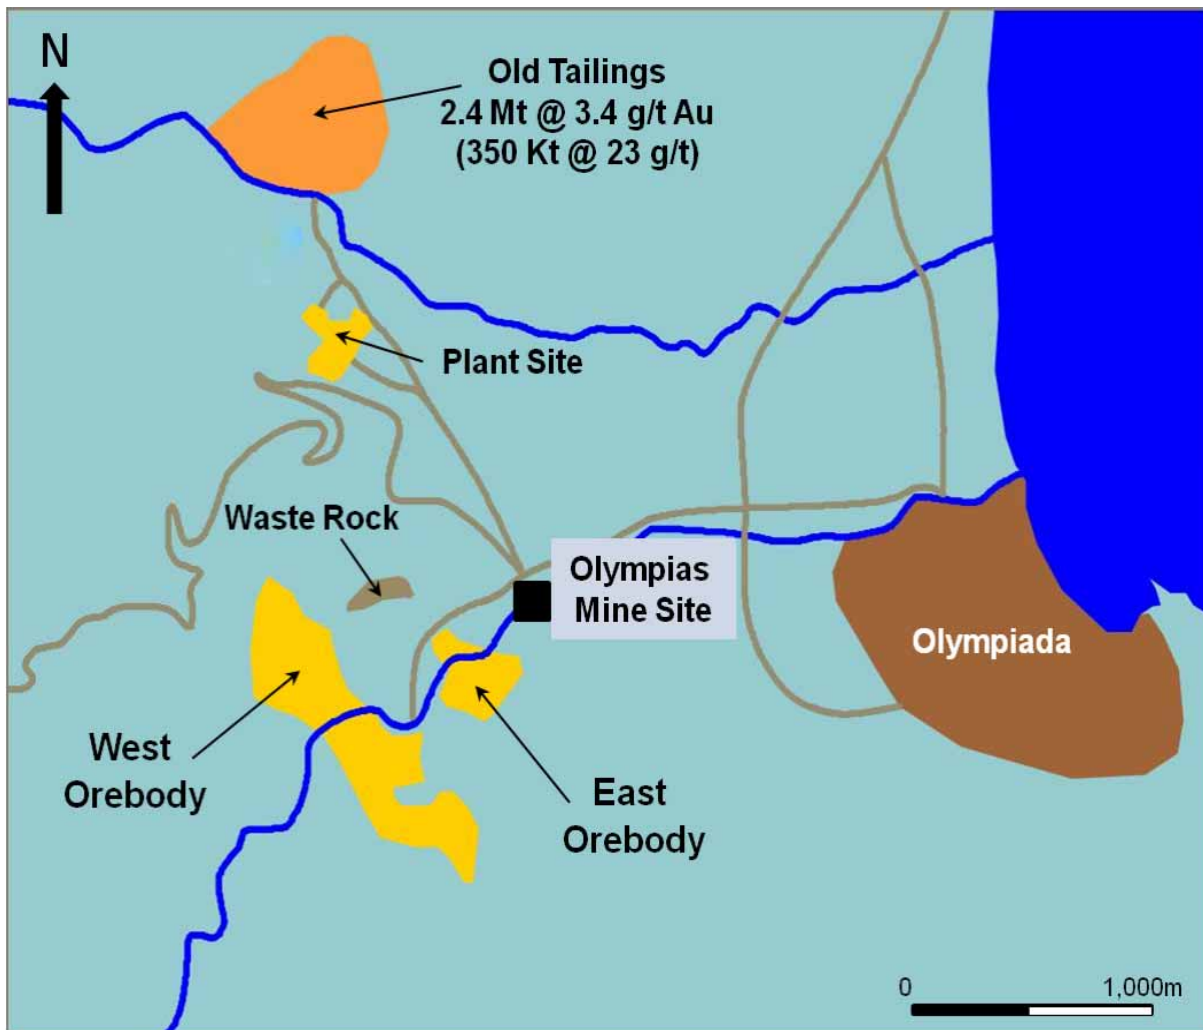 N
Old Tailings
2.4 Mt @ 3.4 g/t Au
(350 Kt @ 23 g/t)
Plant Site
Waste Rock
Olympias
Mine Site
Olympiada
West
Orebody
East
Orebody
0 1,000m